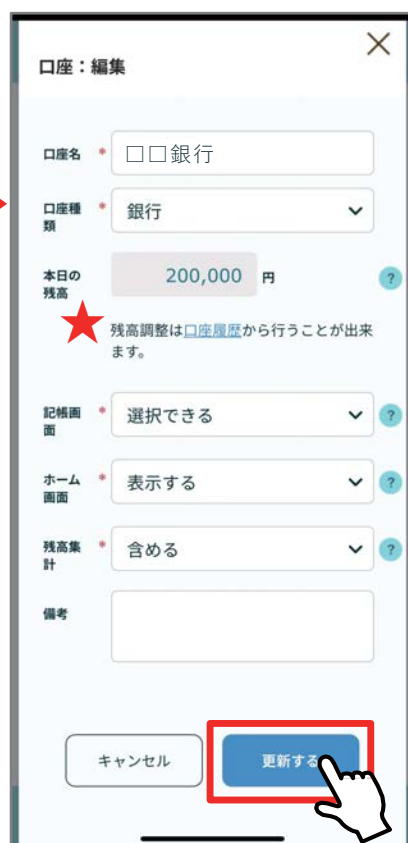 口座：編集
口座名 * □□銀行
口座種類 * 銀行
本日の残高 200,000 円 ?
残高調整は口座履歴から行うことが出来
ます。
記帳画面 * 選択できる ?
ホーム画面 * 表示する ?
残高集計 * 含める ?
備考
キャンセル 更新する